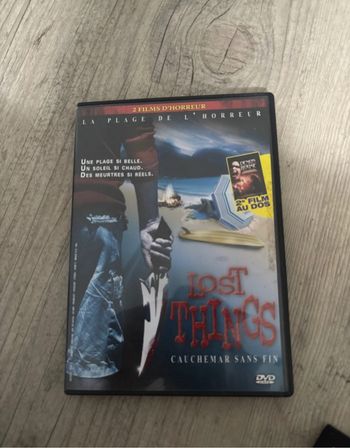 2 FILMS D'HORREUR
LA PLAGE DE L'HORREUR
UNE PLAGE SI BELLE.
UN SOLEIL SI CHAUD.
DES MEURTRES SI RÉELS.
2e FILM
AU DOS
LOST
THINGS
CAUCHEMAR SANS FIN
DVD